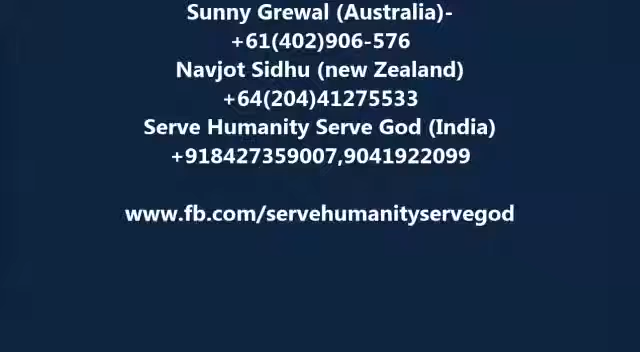 Sunny Grewal (Australia)-
+61(402)906-576
Navjot Sidhu (new Zealand)
+64(204)41275533
Serve Humanity Serve God (India)
+918427359007,9041922099
www.fb.com/servehumanityservegod